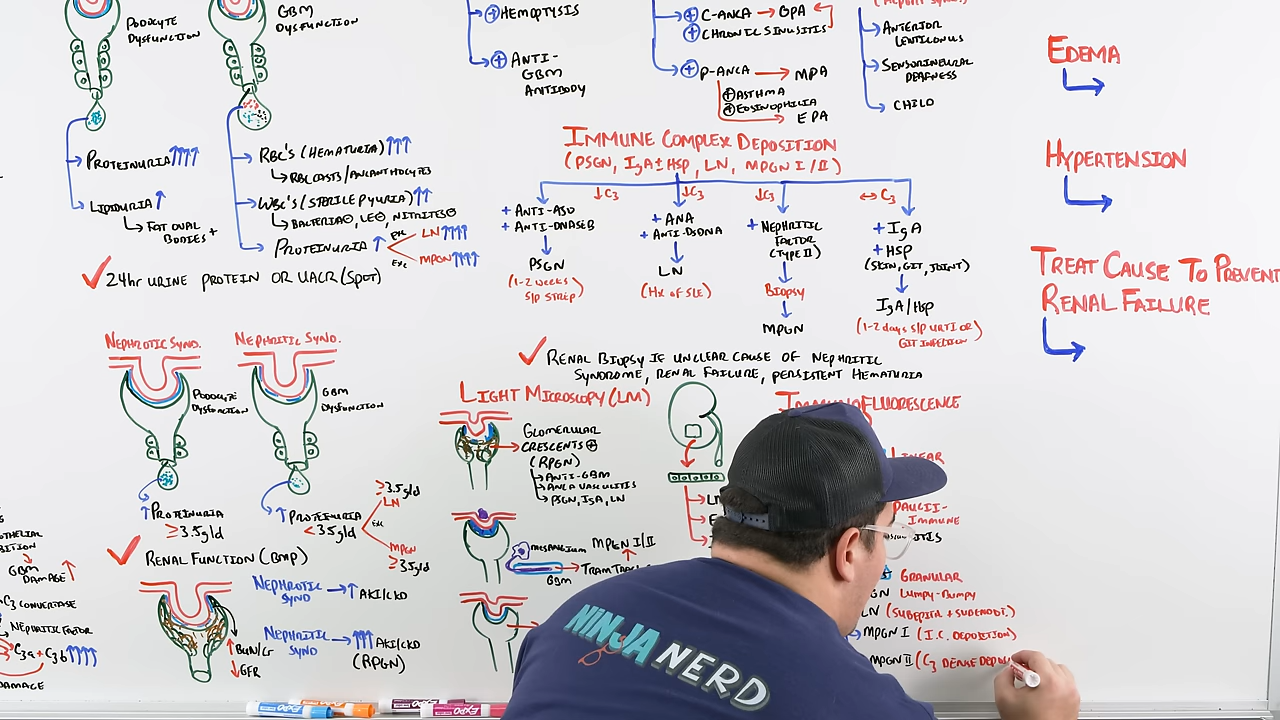 PODOCYTE
DYSFUNCTION
GBM
DYSFUNCTION
PROTEINURIA
LIPIDURIA
FAT OVAL
BODIES +
RBC'S (HEMATURIA)
RBC CASTS/ACANTHOCYTES
WBC'S (STERILE PYURIA)
BACTERIA⊖, LE⊖, NITRITES⊖
PROTEINURIA
EXC
LN
EXC
MPGN
✓ 24hr URINE PROTEIN OR UACR (SPOT)
⊕ HEMOPTYSIS
⊕ ANTI-
GBM
ANTIBODY
⊕ C-ANCA → GPA
⊕ CHRONIC SINUSITIS
⊕ P-ANCA → MPA
⊕ ASTHMA
⊕ EOSINOPHILIA
EPA
ANTERIOR
LENTICONUS
SENSORINEURAL
DEAFNESS
CHILD
IMMUNE COMPLEX DEPOSITION
(PSGN, IgA±HSP, LN, MPGN I/II)
↓C3
↓C3
↓C3
↔ C3
+ ANTI-ASO
+ ANTI-DNASEB
PSGN
(1-2 WEEKS
S/P STREP)
+ ANA
+ ANTI-DSDNA
LN
(Hx OF SLE)
+ NEPHRITIC
FACTOR
(TYPE II)
BIOPSY
MPGN
+ IgA
+ HSP
(SKIN, GIT, JOINT)
IgA/HSP
(1-2 days S/P URTI OR
GIT INFECTION)
✓ RENAL BIOPSY IF UNCLEAR CAUSE OF NEPHRITIC
SYNDROME, RENAL FAILURE, PERSISTENT HEMATURIA
EDEMA
HYPERTENSION
TREAT CAUSE TO PREVENT
RENAL FAILURE
NEPHROTIC SYND.
NEPHRITIC SYND.
PODOCYTE
DYSFUNCTION
GBM
DYSFUNCTION
↑ PROTEINURIA
≥3.5g/d
↑ PROTEINURIA
<3.5g/d
≥3.5g/d
LN
EXC
MPGN
≥3.5g/d
✓ RENAL FUNCTION (BMP)
NEPHROTIC
SYND → ↑ AKI/CKD
NEPHRITIC
SYND → ↑↑↑ AKI/CKD
(RPGN)
↑ BUN/Cr
↓ GFR
GBM
DAMAGE ↑
C3 CONVERTASE
NEPHRITIC FACTOR
C3a + C3b ↑↑↑↑
DAMAGE
LIGHT MICROSCOPY (LM)
GLOMERULAR
CRESCENTS ⊕
(RPGN)
ANTI-GBM
ANCA VASCULITIS
PSGN, IgA, LN
MESANGIUM
GBM
MPGN I/II
LINEAR
PAUCI-
IMMUNE
GRANULAR
LUMPY-BUMPY
LN (SUBEPITH + SUBENDOT.)
MPGN I (I.C. DEPOSITION)
MPGN II (C3 DENSE
NINJA NERD
EXPO
EXPO